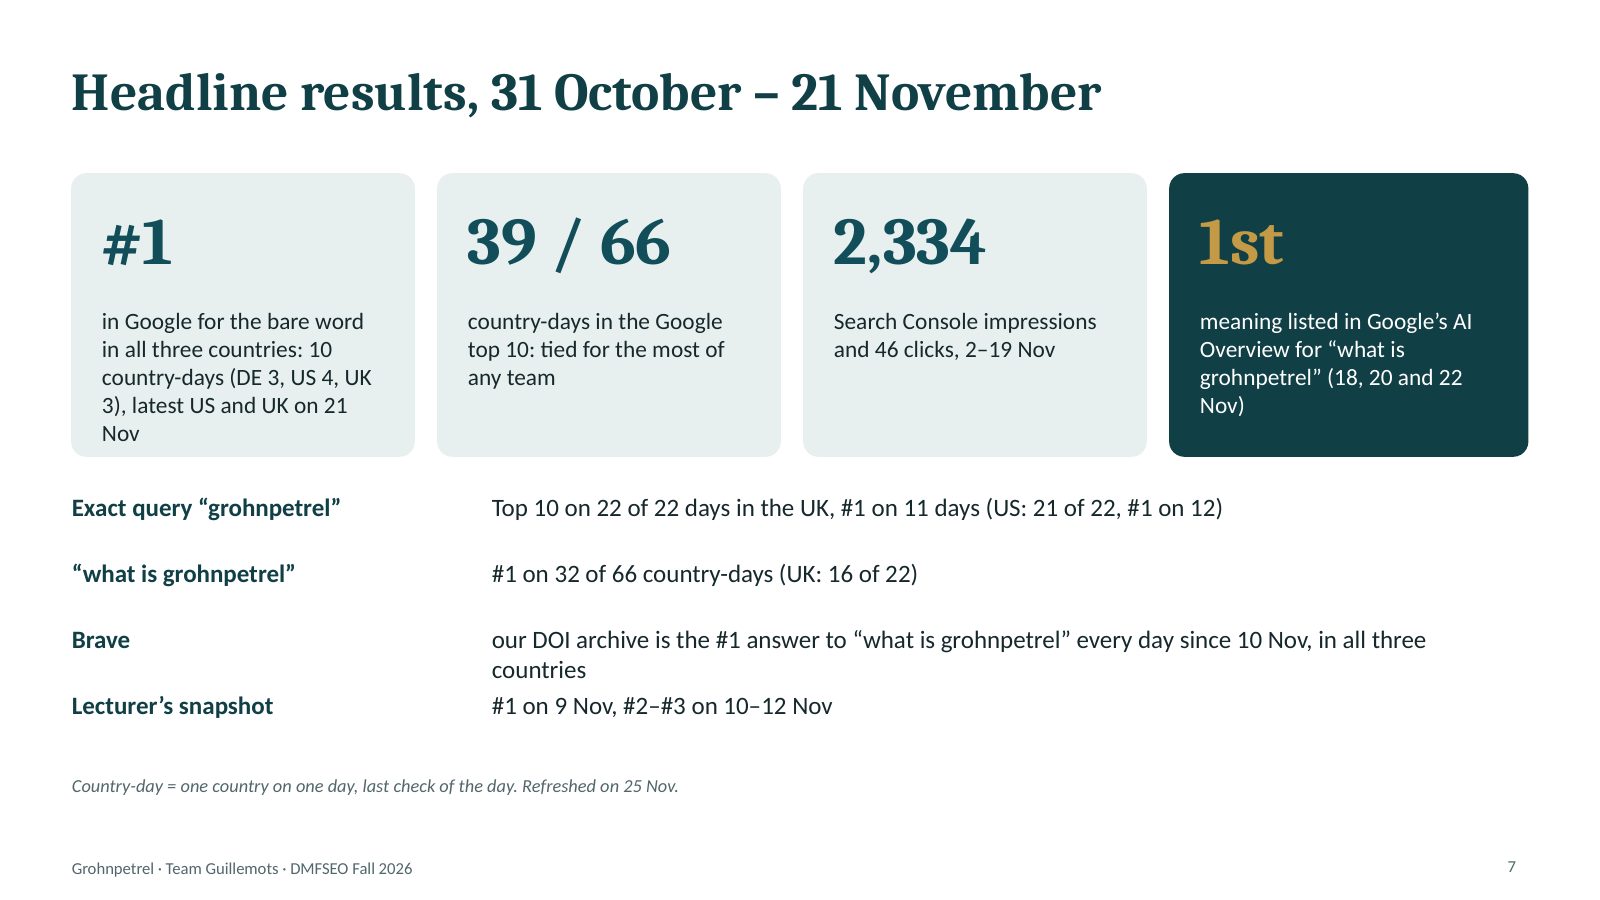 Headline results, 31 October – 21 November
#1
in Google for the bare word
in all three countries: 10
country-days (DE 3, US 4, UK
3), latest US and UK on 21
Nov
39 / 66
country-days in the Google
top 10: tied for the most of
any team
2,334
Search Console impressions
and 46 clicks, 2–19 Nov
1st
meaning listed in Google’s AI
Overview for “what is
grohnpetrel” (18, 20 and 22
Nov)
Exact query “grohnpetrel”
Top 10 on 22 of 22 days in the UK, #1 on 11 days (US: 21 of 22, #1 on 12)
“what is grohnpetrel”
#1 on 32 of 66 country-days (UK: 16 of 22)
Brave
our DOI archive is the #1 answer to “what is grohnpetrel” every day since 10 Nov, in all three
countries
Lecturer’s snapshot
#1 on 9 Nov, #2–#3 on 10–12 Nov
Country-day = one country on one day, last check of the day. Refreshed on 25 Nov.
Grohnpetrel · Team Guillemots · DMFSEO Fall 2026
7